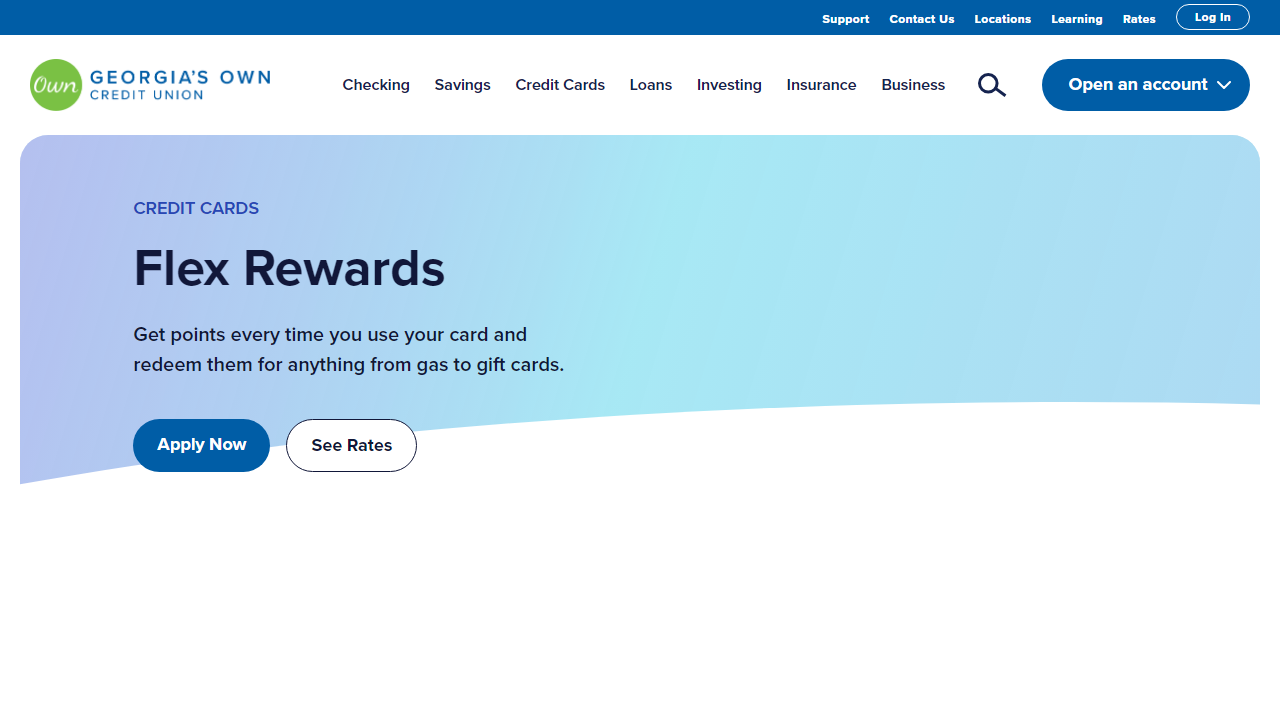 Support Contact Us Locations Learning Rates Log In
Own GEORGIA'S OWN
CREDIT UNION
Checking Savings Credit Cards Loans Investing Insurance Business Open an account
CREDIT CARDS
Flex Rewards
Get points every time you use your card and
redeem them for anything from gas to gift cards.
Apply Now See Rates